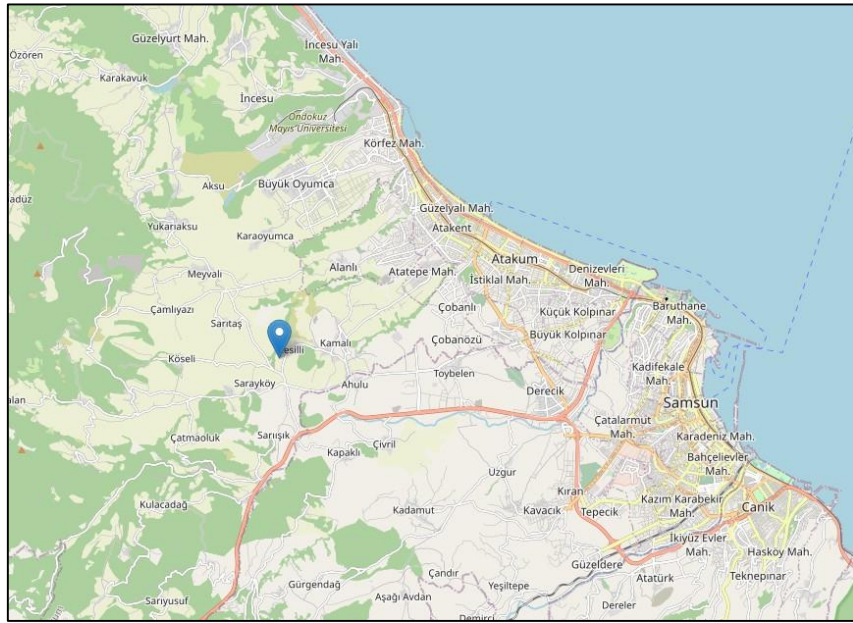 Güzelyurt Mah.
İncesu Yalı
Mah.
Özören
Karakavuk
İncesu
Ondokuz
Mayıs Üniversitesi
Körfez Mah.
Aksu
Büyük Oyumca
Güzelyalı Mah.
Yukarıaksu
Karaoyumca
Atakent
Atakum
Denizevleri
Mah.
Meyvalı
Alanlı
Atatepe Mah.
İstiklal Mah.
Çamlıyazı
Sarıtaş
Çobanlı
Küçük Kolpınar
Baruthane
Mah.
Büyük Kolpınar
Kamalı
Çobanözü
Köseli
Kadifekale
Mah.
Sarayköy
Ahulu
Toybelen
Derecik
Samsun
Çatalarmut
Mah.
Karadeniz Mah.
Çatmaoluk
Sarıışık
Çivril
Bahçelievler
Mah.
Kapaklı
Uzgur
Kıran
Kulacadağ
Kadamut
Kavacık
Tepecik
Kazım Karabekir
Mah.
Canik
İkiyüz Evler
Mah.
Hasköy Mah.
Güzeldere
Çandır
Atatürk
Teknepınar
Gürgendağ
Yeşiltepe
Sarıyusuf
Aşağı Avdan
Dereler